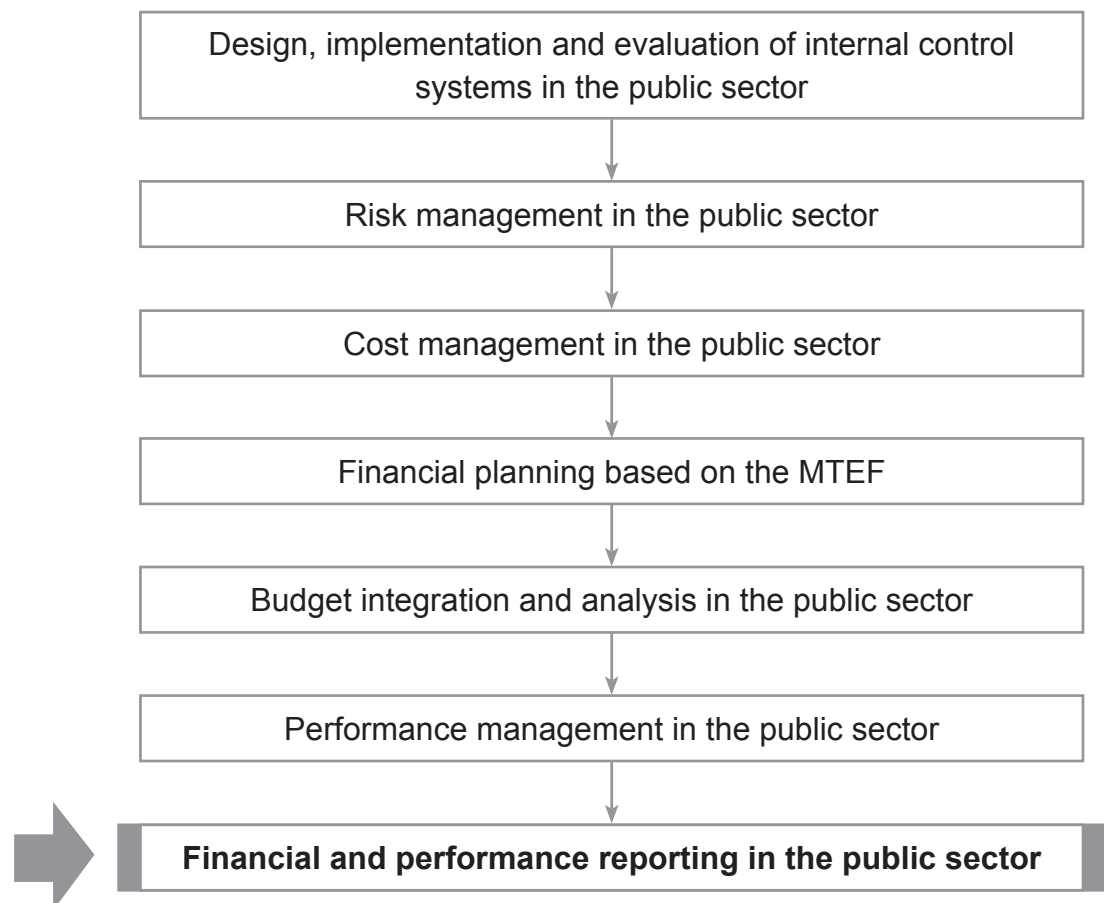 Design, implementation and evaluation of internal control
systems in the public sector
Risk management in the public sector
Cost management in the public sector
Financial planning based on the MTEF
Budget integration and analysis in the public sector
Performance management in the public sector
Financial and performance reporting in the public sector